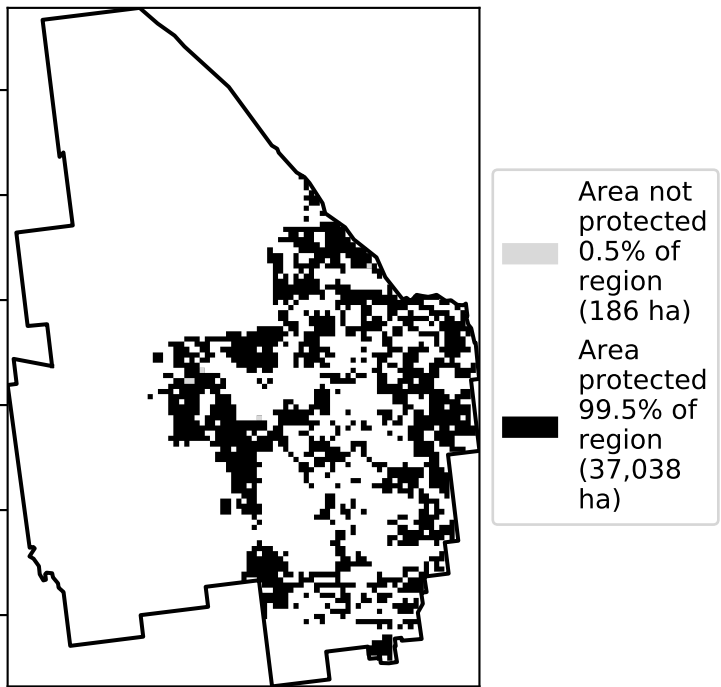 Area not
protected
0.5% of
region
(186 ha)
Area
protected
99.5% of
region
(37,038
ha)